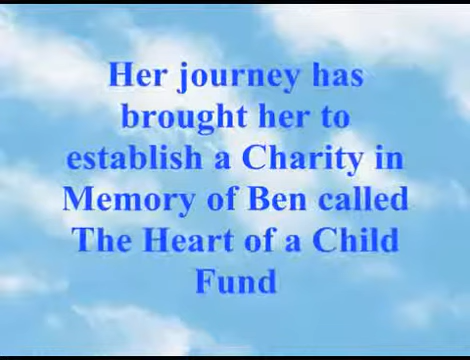 Her journey has
brought her to
establish a Charity in
Memory of Ben called
The Heart of a Child
Fund